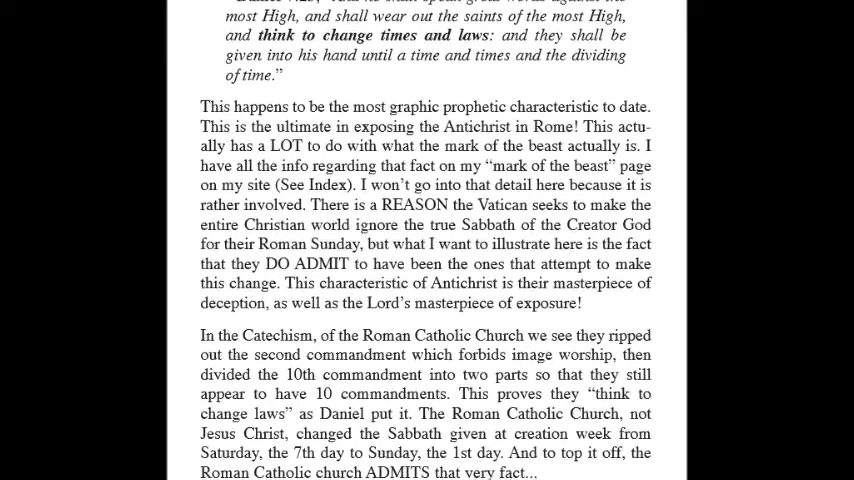 most High, and shall wear out the saints of the most High,
and think to change times and laws: and they shall be
given into his hand until a time and times and the dividing
of time.”
This happens to be the most graphic prophetic characteristic to date.
This is the ultimate in exposing the Antichrist in Rome! This actu-
ally has a LOT to do with what the mark of the beast actually is. I
have all the info regarding that fact on my “mark of the beast” page
on my site (See Index). I won’t go into that detail here because it is
rather involved. There is a REASON the Vatican seeks to make the
entire Christian world ignore the true Sabbath of the Creator God
for their Roman Sunday, but what I want to illustrate here is the fact
that they DO ADMIT to have been the ones that attempt to make
this change. This characteristic of Antichrist is their masterpiece of
deception, as well as the Lord’s masterpiece of exposure!
In the Catechism, of the Roman Catholic Church we see they ripped
out the second commandment which forbids image worship, then
divided the 10th commandment into two parts so that they still
appear to have 10 commandments. This proves they “think to
change laws” as Daniel put it. The Roman Catholic Church, not
Jesus Christ, changed the Sabbath given at creation week from
Saturday, the 7th day to Sunday, the 1st day. And to top it off, the
Roman Catholic church ADMITS that very fact...